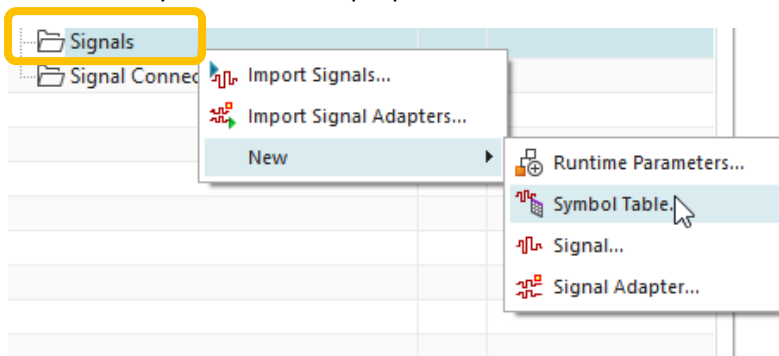 Signals
Signal Connec
Import Signals...
Import Signal Adapters...
New
Runtime Parameters...
Symbol Table.
Signal...
Signal Adapter...